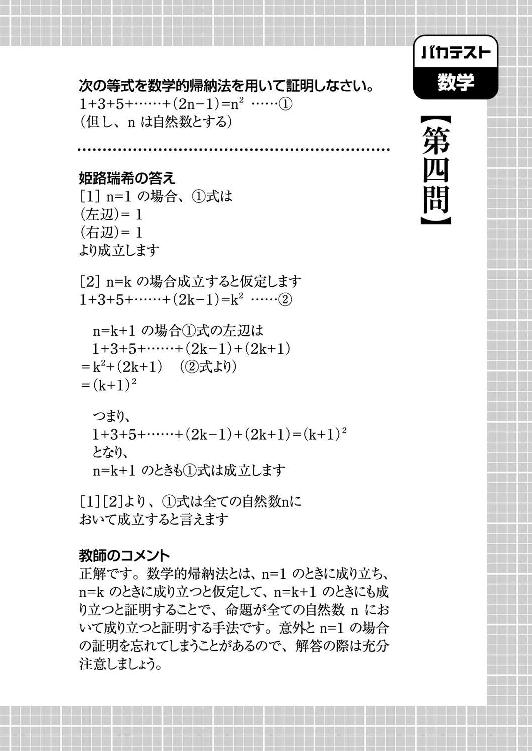 バカテスト
数学
【第四問】
次の等式を数学的帰納法を用いて証明しなさい。
1+3+5+……+(2n−1)=n² ……①
(但し、n は自然数とする)
姫路瑞希の答え
[1] n=1 の場合、①式は
(左辺)= 1
(右辺)= 1
より成立します
[2] n=k の場合成立すると仮定します
1+3+5+……+(2k−1)=k² ……②
n=k+1 の場合①式の左辺は
1+3+5+……+(2k−1)+(2k+1)
=k²+(2k+1) (②式より)
=(k+1)²
つまり、
1+3+5+……+(2k−1)+(2k+1)=(k+1)²
となり、
n=k+1 のときも①式は成立します
[1][2]より、①式は全ての自然数nに
おいて成立すると言えます
教師のコメント
正解です。数学的帰納法とは、n=1 のときに成り立ち、
n=k のときに成り立つと仮定して、n=k+1 のときにも成
り立つと証明することで、命題が全ての自然数 n にお
いて成り立つと証明する手法です。意外と n=1 の場合
の証明を忘れてしまうことがあるので、解答の際は充分
注意しましょう。